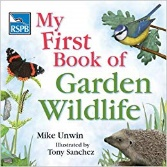 RSPB
My
First
Book of
Garden
Wildlife
Mike Unwin
Illustrated by
Tony Sanchez